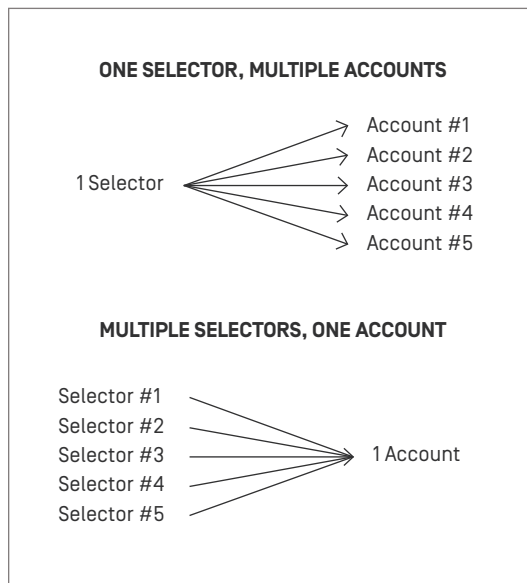 ONE SELECTOR, MULTIPLE ACCOUNTS
1 Selector
Account #1
Account #2
Account #3
Account #4
Account #5
MULTIPLE SELECTORS, ONE ACCOUNT
Selector #1
Selector #2
Selector #3
Selector #4
Selector #5
1 Account